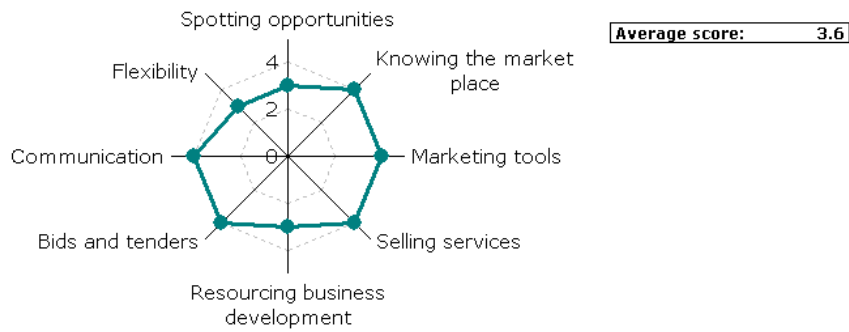 Spotting opportunities
Average score: 3.6
Knowing the market
place
Flexibility
4
2
Communication
0
Marketing tools
Bids and tenders
Selling services
Resourcing business
development